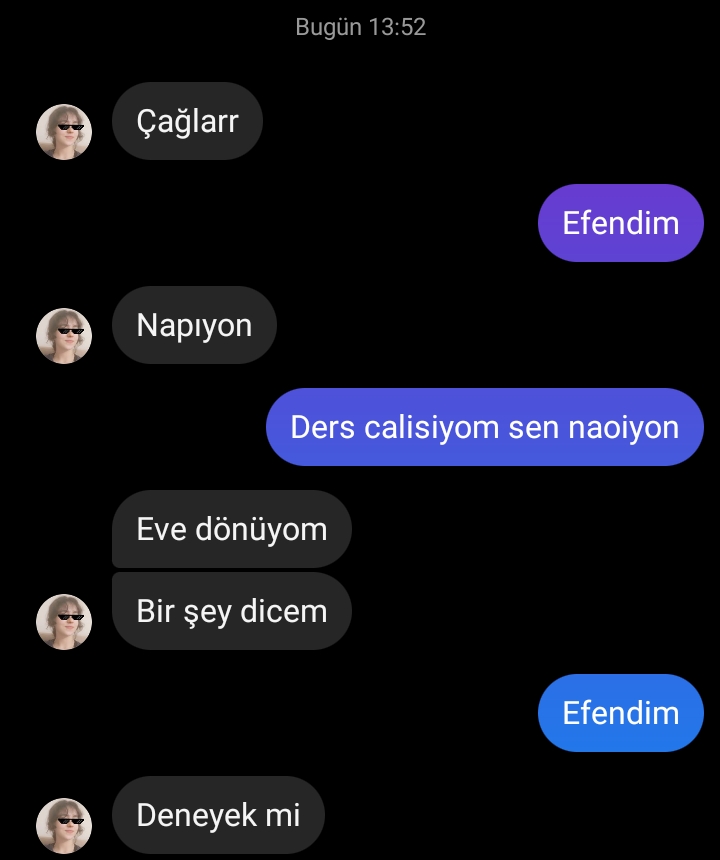 Bugün 13:52
Çağlarr
Efendim
Napıyon
Ders calisiyom sen naoiyon
Eve dönüyom
Bir şey dicem
Efendim
Deneyek mi